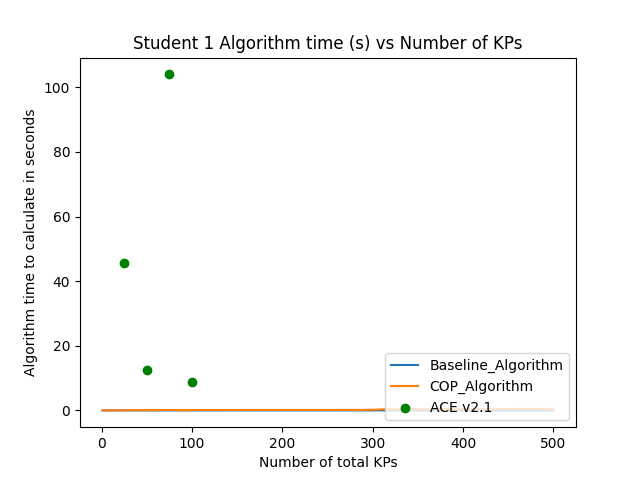 Student 1 Algorithm time (s) vs Number of KPs
Algorithm time to calculate in seconds
100
80
60
40
20
0
Baseline_Algorithm
COP_Algorithm
ACE v2.1
0 100 200 300 400 500
Number of total KPs